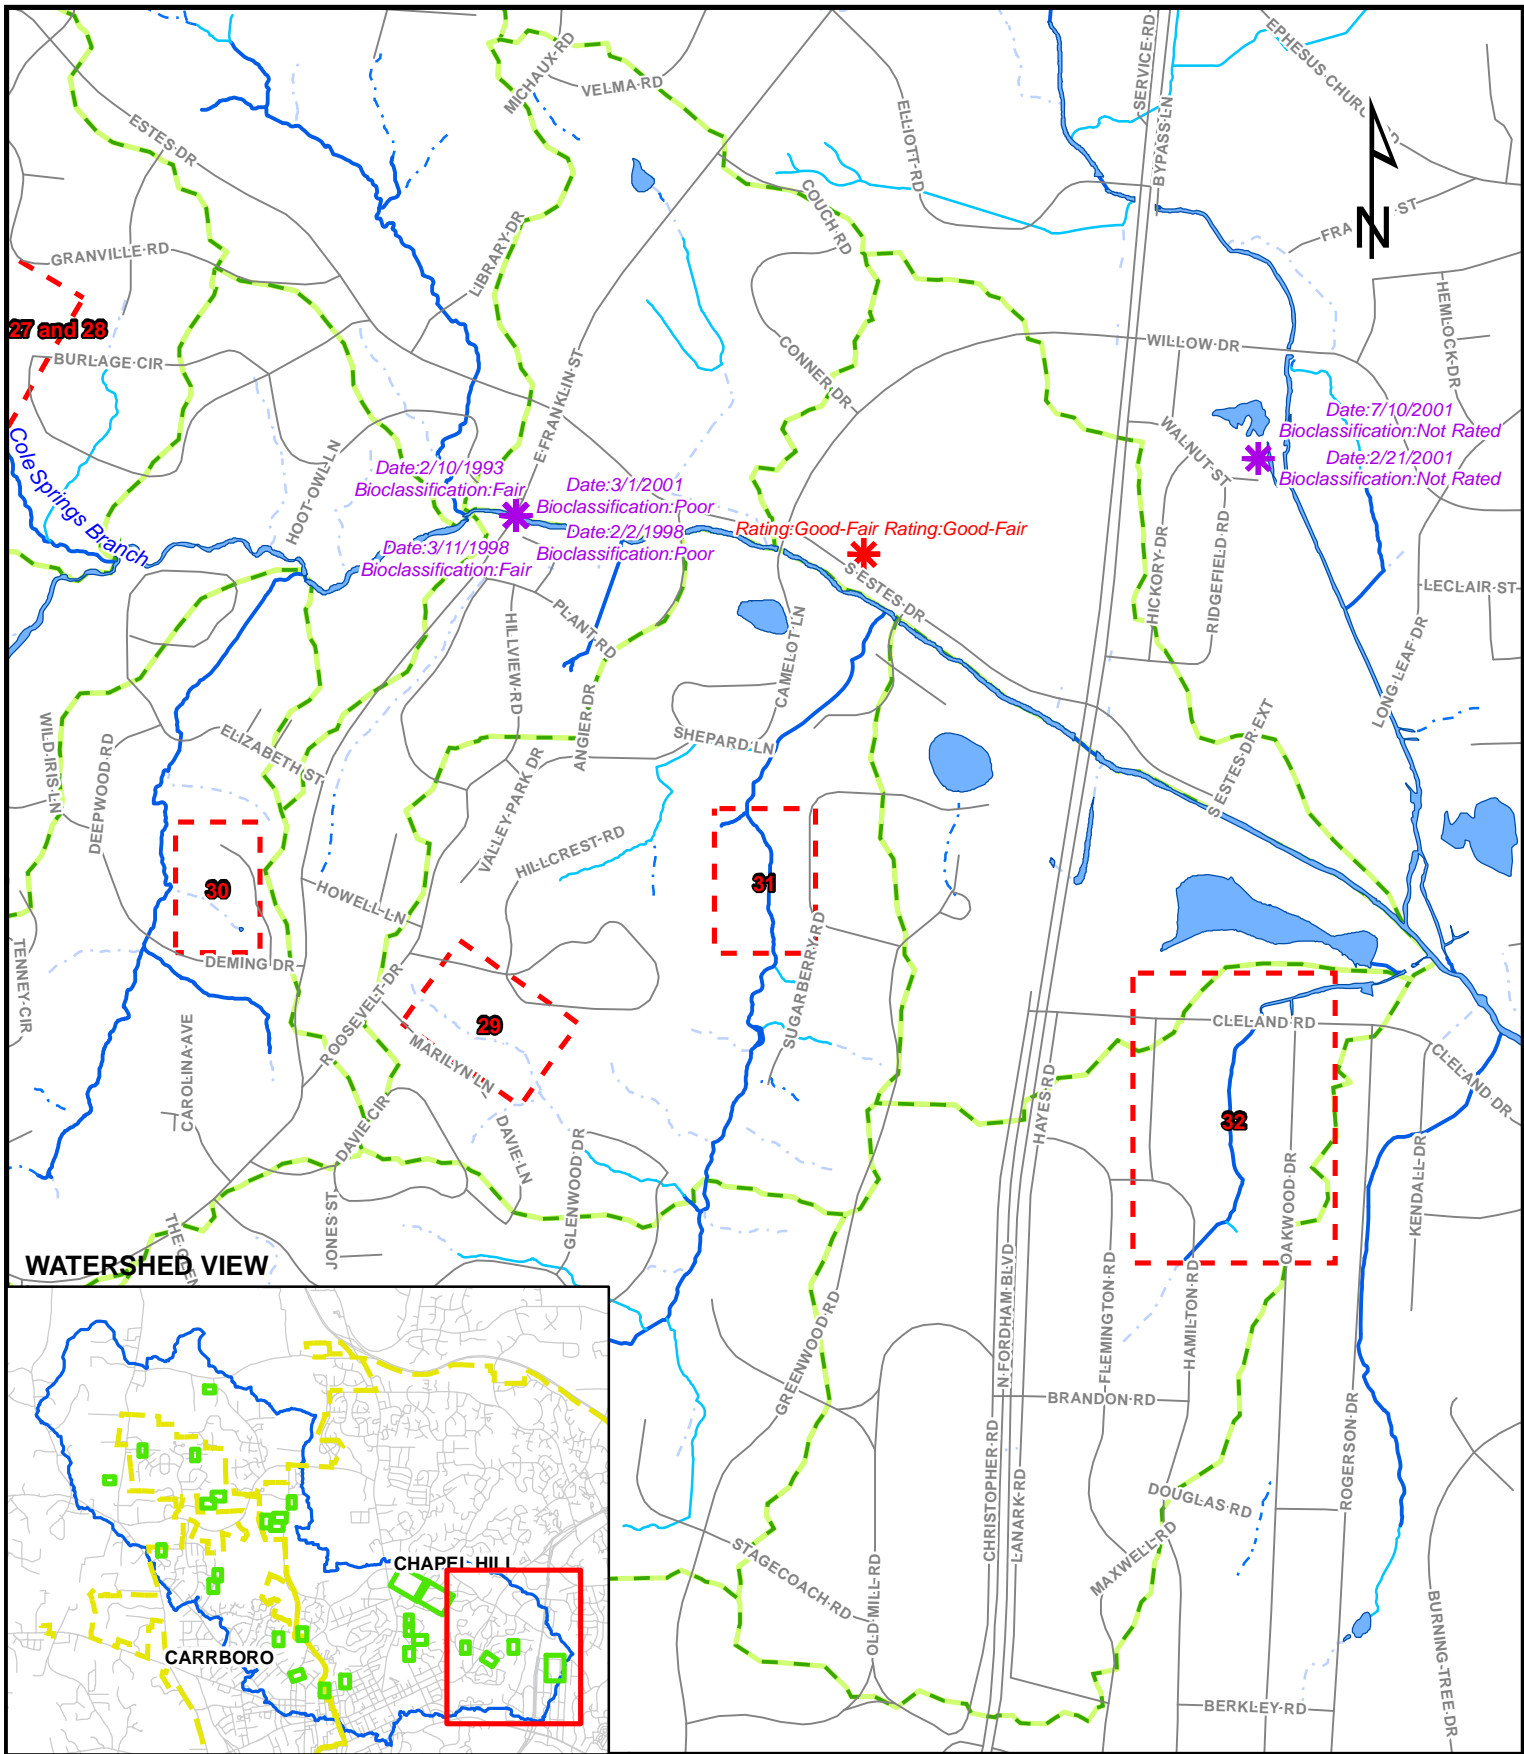 MICHAUX RD
VELMA RD
SERVICE RD
EPHESUS CHURC
D
ESTES DR
ELLIOTT RD
BYPASS LN
COUCH RD
LIBRARY DR
GRANVILLE RD
FRA
ST
N
27 and 28
BURLAGE CIR
HEMLOCK DR
WILLOW DR
CONNER DR
E FRANKLIN ST
Date:7/10/2001
Bioclassification:Not Rated
Date:2/21/2001
Bioclassification:Not Rated
WALNUT ST
Cole Springs Branch
HOOT OWL LN
Date:2/10/1993
Bioclassification:Fair
Date:3/1/2001
Bioclassification:Poor
Date:2/2/1998
Bioclassification:Poor
Date:3/11/1998
Bioclassification:Fair
Rating:Good-Fair Rating:Good-Fair
S ESTES DR
HICKORY DR
RIDGEFIELD RD
LECLAIR ST
PLANT RD
HILLVIEW RD
CAMELOT LN
LONG LEAF DR
ANGIER DR
SHEPARD LN
WILD IRIS LN
DEEPWOOD RD
ELIZABETH ST
S ESTES DR EXT
VALLEY PARK DR
HILLCREST RD
30
31
HOWELL LN
SUGARBERRY RD
TENNEY CIR
DEMING DR
ROOSEVELT DR
29
MARILYN LN
CAROLINA AVE
CLELAND RD
CLELAND DR
HAYES RD
32
DAVIE CIR
DAVIE LN
GLENWOOD DR
OAKWOOD DR
KENDALL DR
JONES ST
THE GLEN
N FORDHAM BLVD
FLEMINGTON RD
HAMILTON RD
GREENWOOD RD
BRANDON RD
ROGERSON DR
CHRISTOPHER RD
LANARK RD
DOUGLAS RD
MAXWELL RD
STAGECOACH RD
OLD MILL RD
BURNING TREE DR
BERKLEY RD
WATERSHED VIEW
CHAPEL HILL
CARRBORO